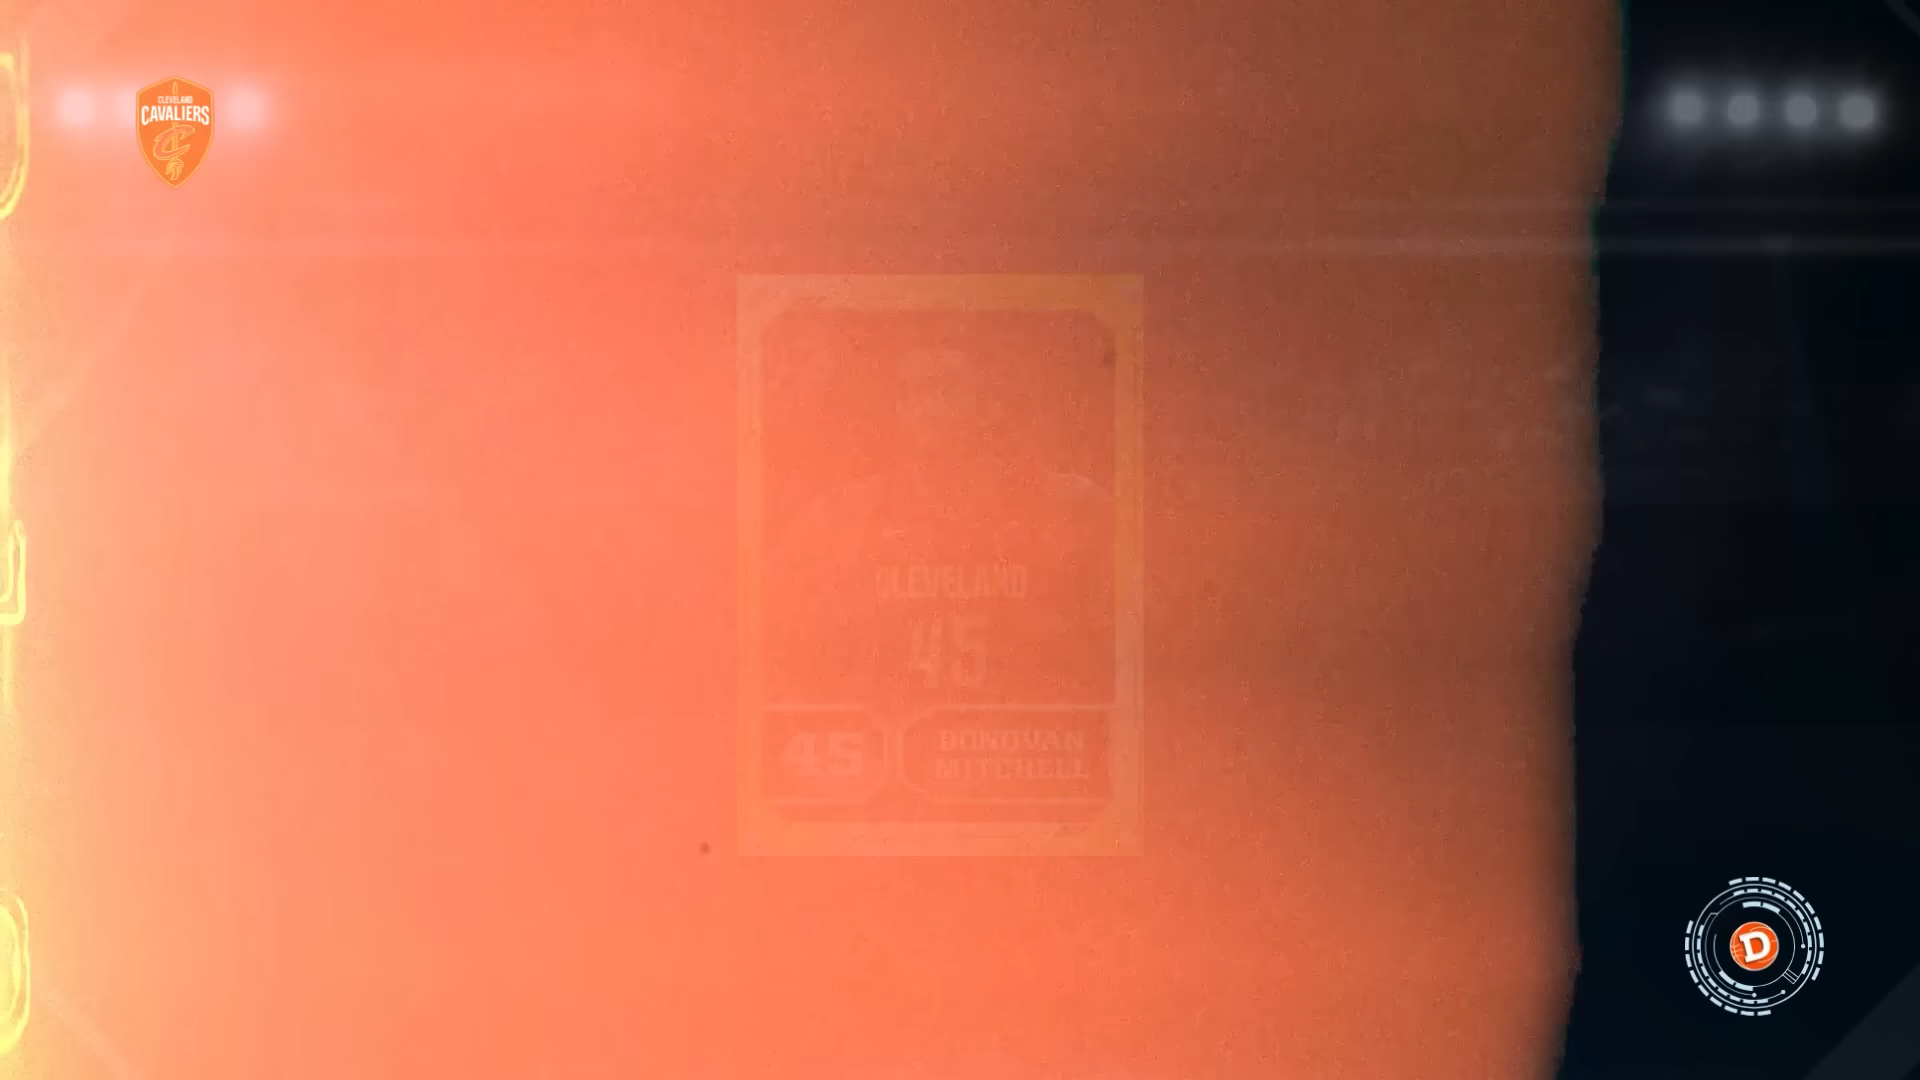 CLEVELAND
CAVALIERS
CLEVELAND
45
45
DONOVAN
MITCHELL
D